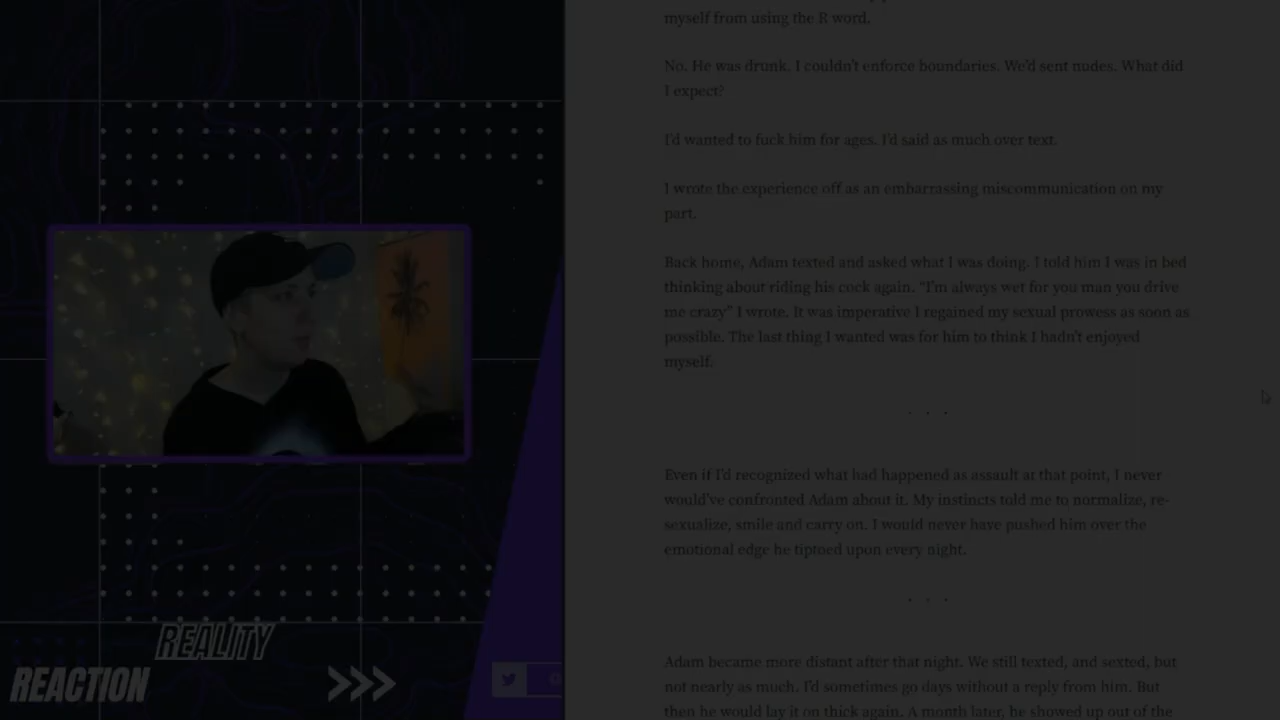 myself from using the R word.
No. He was drunk. I couldn't enforce boundaries. We'd sent nudes. What did
I expect?
I'd wanted to fuck him for ages. I'd said as much over text.
I wrote the experience off as an embarrassing miscommunication on my
part.
Back home, Adam texted and asked what I was doing. I told him I was in bed
thinking about riding his cock again. “I'm always wet for you man you drive
me crazy” I wrote. It was imperative I regained my sexual prowess as soon as
possible. The last thing I wanted was for him to think I hadn't enjoyed
myself.
. . .
Even if I'd recognized what had happened as assault at that point, I never
would've confronted Adam about it. My instincts told me to normalize, re-
sexualize, smile and carry on. I would never have pushed him over the
emotional edge he tiptoed upon every night.
. . .
Adam became more distant after that night. We still texted, and sexted, but
not nearly as much. I'd sometimes go days without a reply from him. But
then he would lay it on thick again. A month later, he showed up out of the
REALITY
REACTION